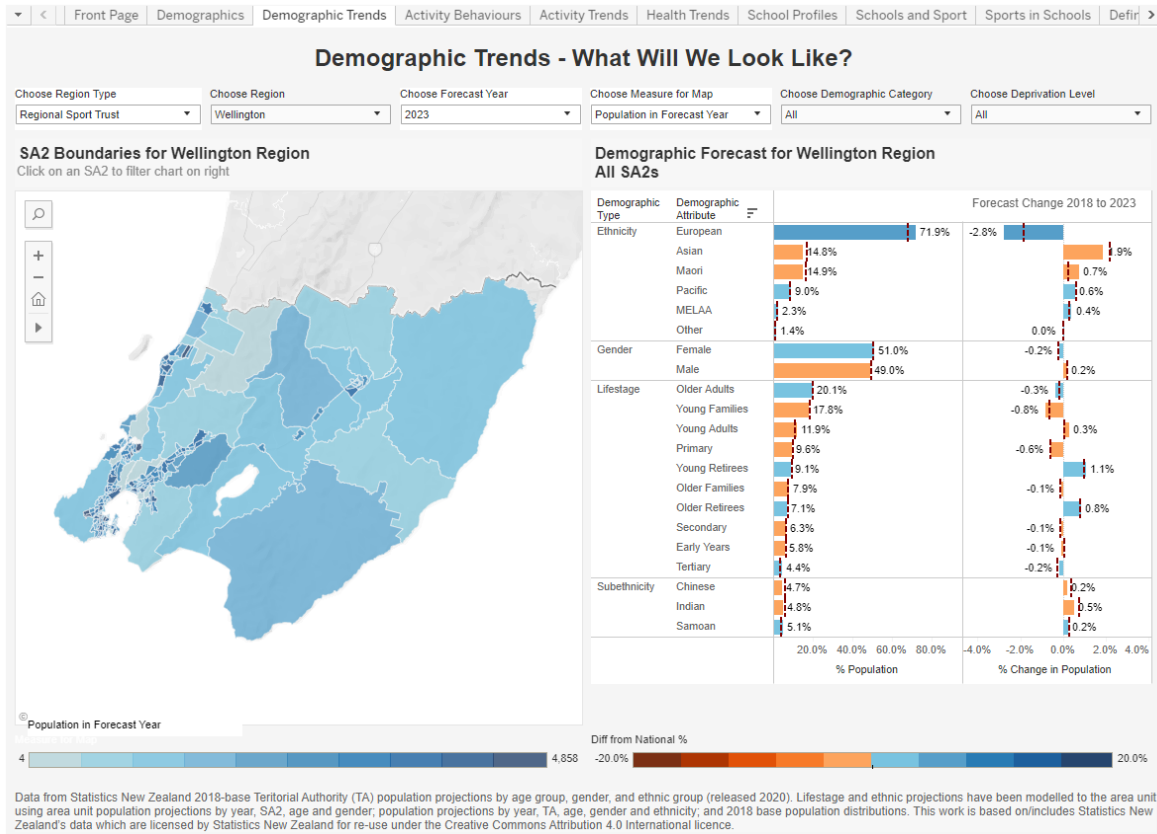 Front Page Demographics Demographic Trends Activity Behaviours Activity Trends Health Trends School Profiles Schools and Sport Sports in Schools Defir
Demographic Trends - What Will We Look Like?
Choose Region Type Choose Region Choose Forecast Year Choose Measure for Map Choose Demographic Category Choose Deprivation Level
Regional Sport Trust Wellington 2023 Population in Forecast Year All All
SA2 Boundaries for Wellington Region
Click on an SA2 to filter chart on right
Demographic Forecast for Wellington Region
All SA2s
Demographic Type Demographic Attribute Forecast Change 2018 to 2023
Ethnicity European 71.9% -2.8%
Asian 14.8% 1.9%
Maori 14.9% 0.7%
Pacific 9.0% 0.6%
MELAA 2.3% 0.4%
Other 1.4% 0.0%
Gender Female 51.0% -0.2%
Male 49.0% 0.2%
Lifestage Older Adults 20.1% -0.3%
Young Families 17.8% -0.8%
Young Adults 11.9% 0.3%
Primary 9.6% -0.6%
Young Retirees 9.1% 1.1%
Older Families 7.9% -0.1%
Older Retirees 7.1% 0.8%
Secondary 6.3% -0.1%
Early Years 5.8% -0.1%
Tertiary 4.4% -0.2%
Subethnicity Chinese 4.7% 0.2%
Indian 4.8% 0.5%
Samoan 5.1% 0.2%
20.0% 40.0% 60.0% 80.0% -4.0% -2.0% 0.0% 2.0% 4.0%
% Population % Change in Population
©
Population in Forecast Year
4 4,858
Diff from National %
-20.0% 20.0%
Data from Statistics New Zealand 2018-base Teritorial Authority (TA) population projections by age group, gender, and ethnic group (released 2020). Lifestage and ethnic projections have been modelled to the area unit
using area unit population projections by year, SA2, age and gender; population projections by year, TA, age, gender and ethnicity; and 2018 base population distributions. This work is based on/includes Statistics New
Zealand's data which are licensed by Statistics New Zealand for re-use under the Creative Commons Attribution 4.0 International licence.